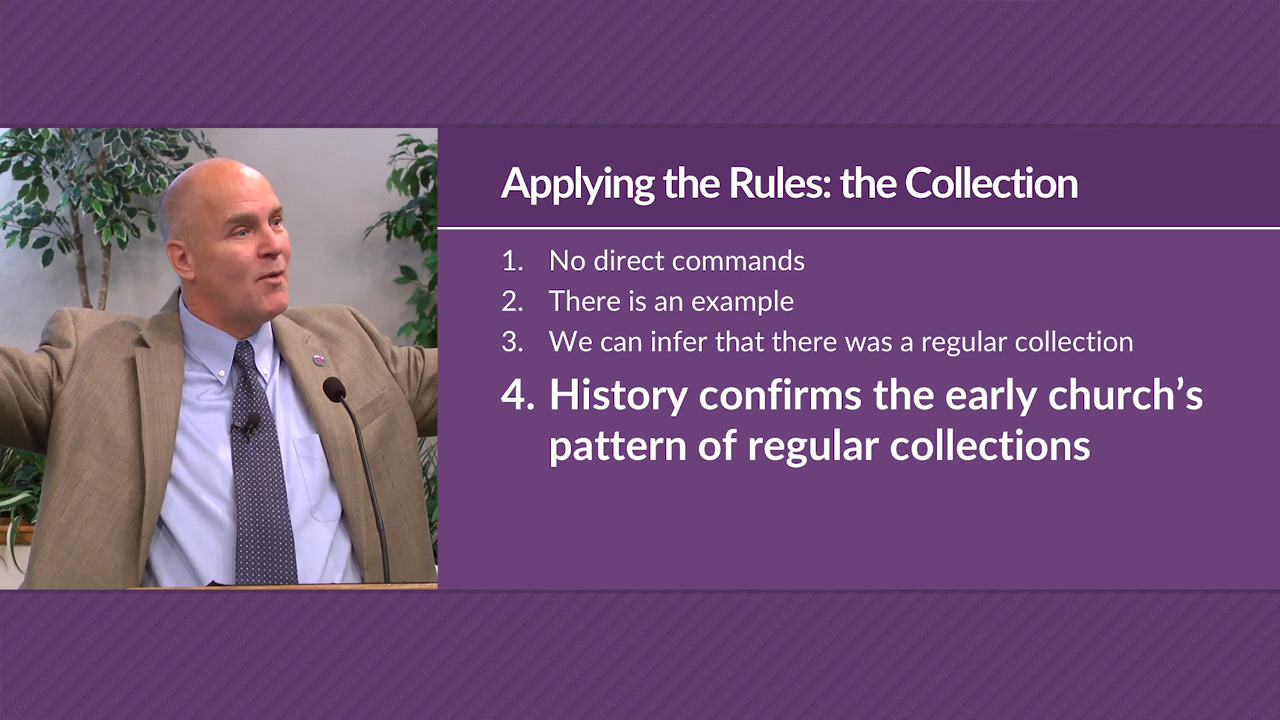 Applying the Rules: the Collection
1. No direct commands
2. There is an example
3. We can infer that there was a regular collection
4. History confirms the early church’s
pattern of regular collections